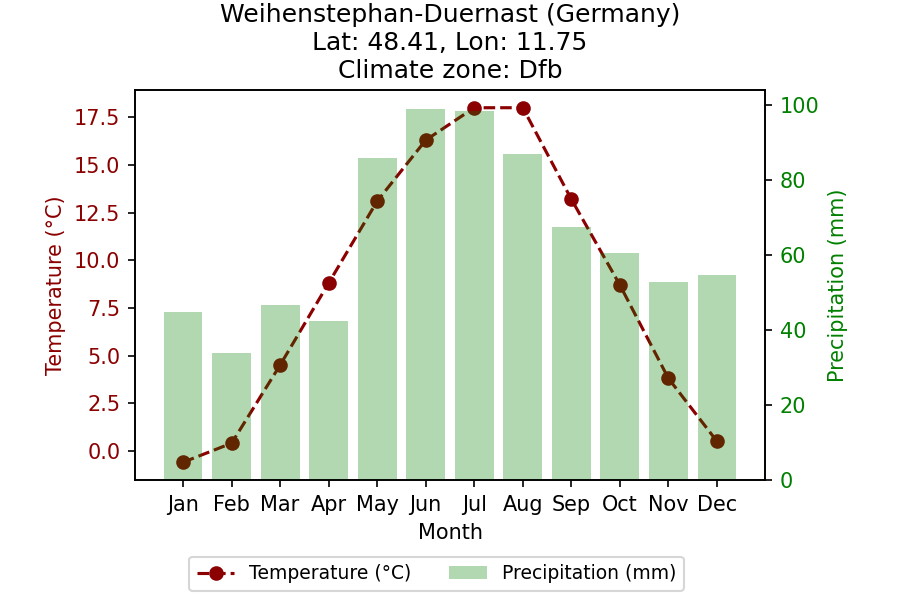 Weihenstephan-Duernast (Germany)
Lat: 48.41, Lon: 11.75
Climate zone: Dfb
Temperature (°C)
17.5
15.0
12.5
10.0
7.5
5.0
2.5
0.0
100
80
60
40
20
0
Precipitation (mm)
Jan Feb Mar Apr May Jun Jul Aug Sep Oct Nov Dec
Month
Temperature (°C) Precipitation (mm)